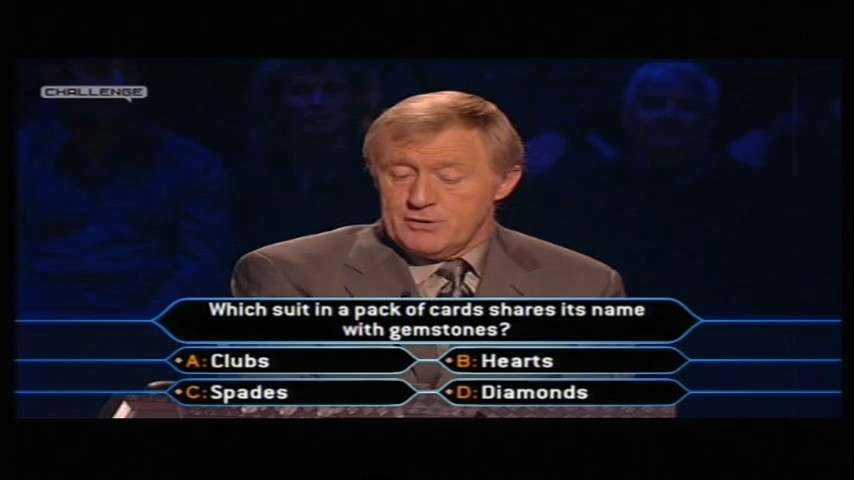 CHALLENGE
Which suit in a pack of cards shares its name
with gemstones?
A: Clubs
B: Hearts
C: Spades
D: Diamonds